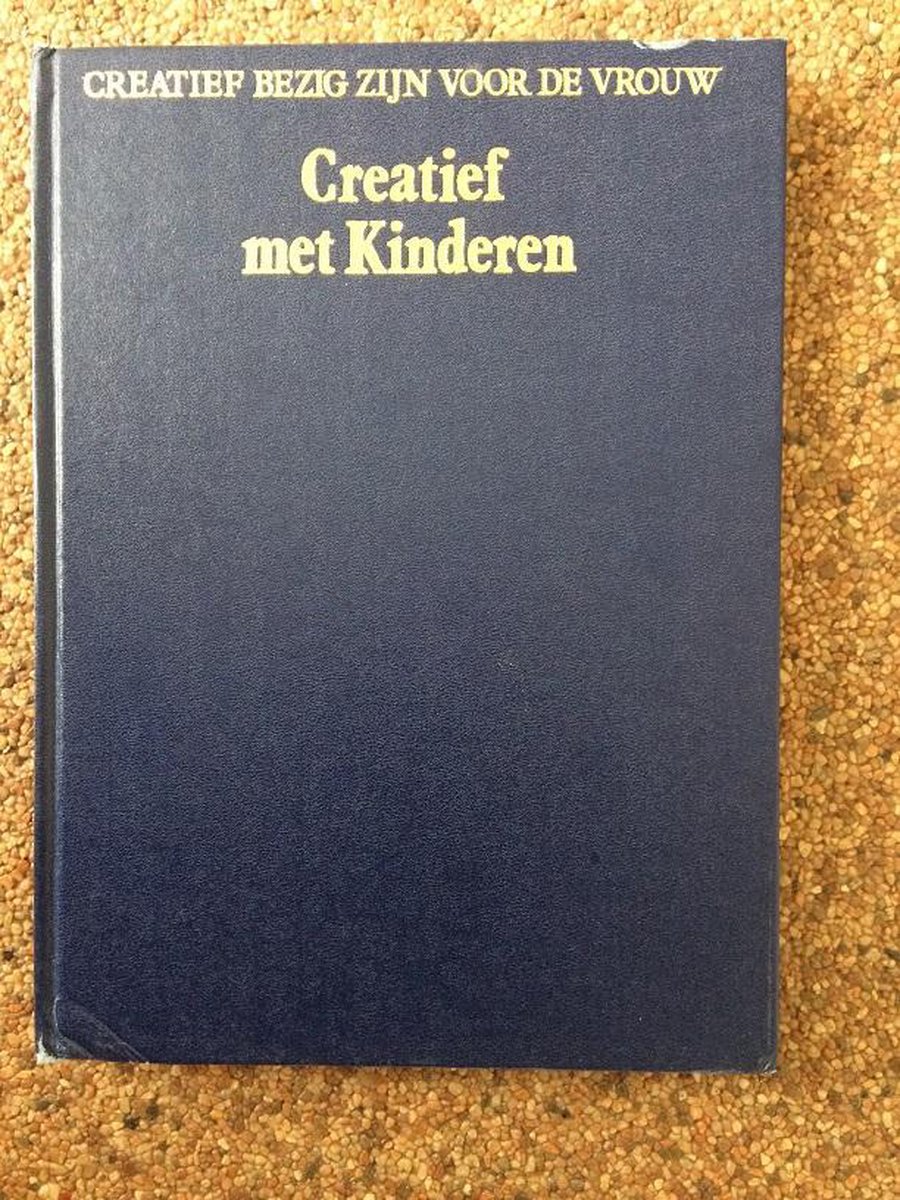 CREATIEF BEZIG ZIJN VOOR DE VROUW
Creatief
met Kinderen